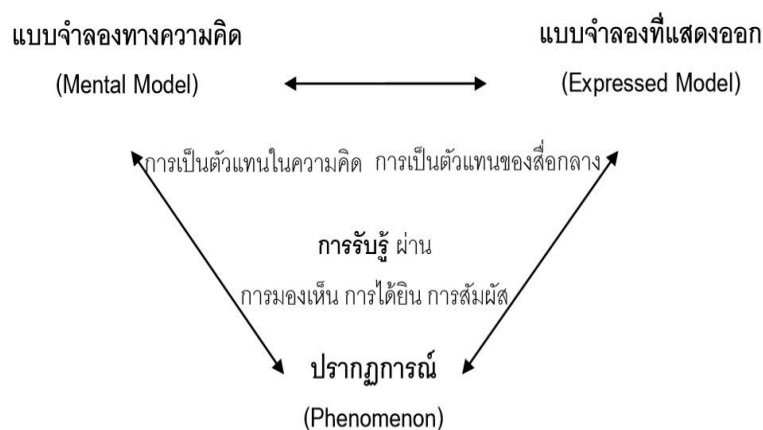 แบบจำลองทางความคิด
(Mental Model)
แบบจำลองที่แสดงออก
(Expressed Model)
การเป็นตัวแทนในความคิด การเป็นตัวแทนของสื่อกลาง
การรับรู้ ผ่าน
การมองเห็น การได้ยิน การสัมผัส
ปรากฏการณ์
(Phenomenon)